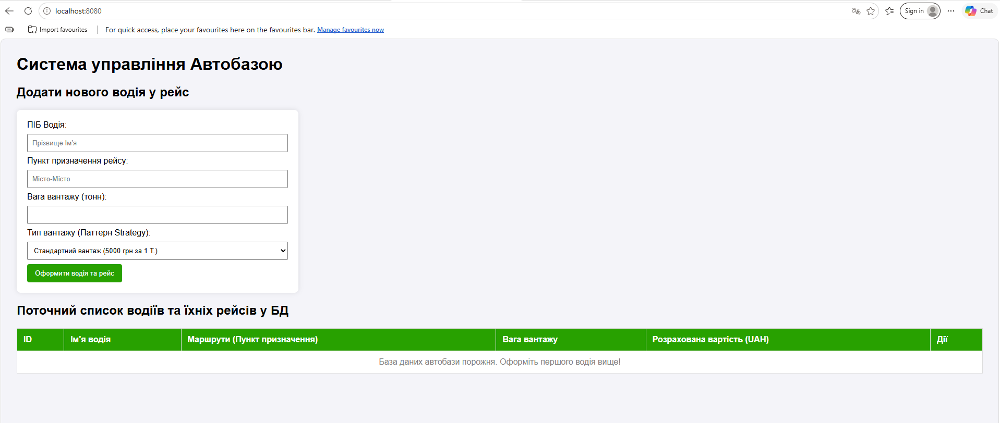 localhost:8080
Sign in
Chat
Import favourites
For quick access, place your favourites here on the favourites bar. Manage favourites now
Система управління Автобазою
Додати нового водія у рейс
ПІБ Водія:
Прізвище Ім'я
Пункт призначення рейсу:
Місто-Місто
Вага вантажу (тонн):
Тип вантажу (Паттерн Strategy):
Стандартний вантаж (5000 грн за 1 Т.)
Оформити водія та рейс
Поточний список водіїв та їхніх рейсів у БД
ID Ім'я водія Маршрути (Пункт призначення) Вага вантажу Розрахована вартість (UAH) Дії
База даних автобази порожня. Оформіть першого водія вище!